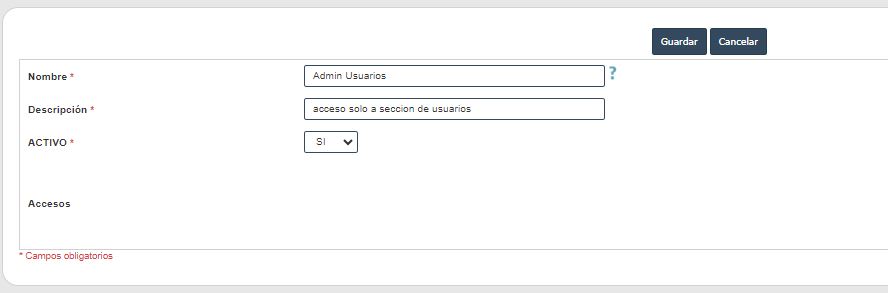 Guardar Cancelar
Nombre * Admin Usuarios ?
Descripción * acceso solo a seccion de usuarios
ACTIVO * SI
Accesos
* Campos obligatorios